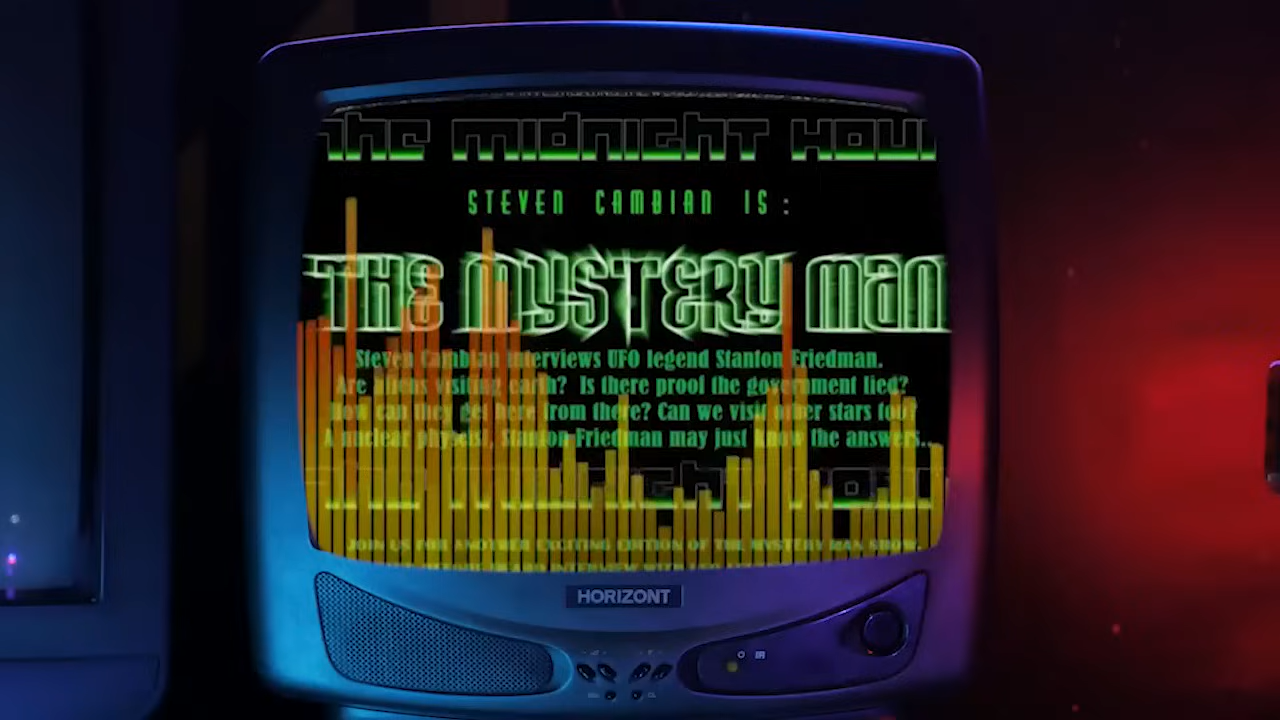 THE MIDNIGHT HOUR
STEVEN CAMBIAN IS:
THE MYSTERY MAN
Steven Cambian interviews UFO legend Stanton Friedman.
Are aliens visiting earth? Is there proof the government lied?
How can they get here from there? Can we visit other stars too?
A nuclear physist, Stanton Friedman may just know the answers..
JOIN US FOR ANOTHER EXCITING EDITION OF THE MYSTERY MAN SHOW
HORIZONT